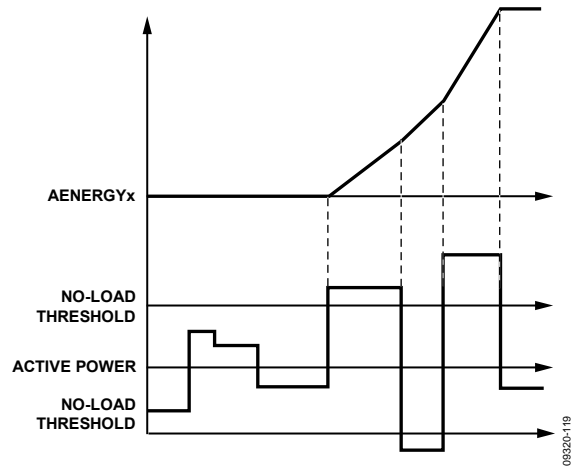 AENERGYx
NO-LOAD
THRESHOLD
ACTIVE POWER
NO-LOAD
THRESHOLD
09320-119